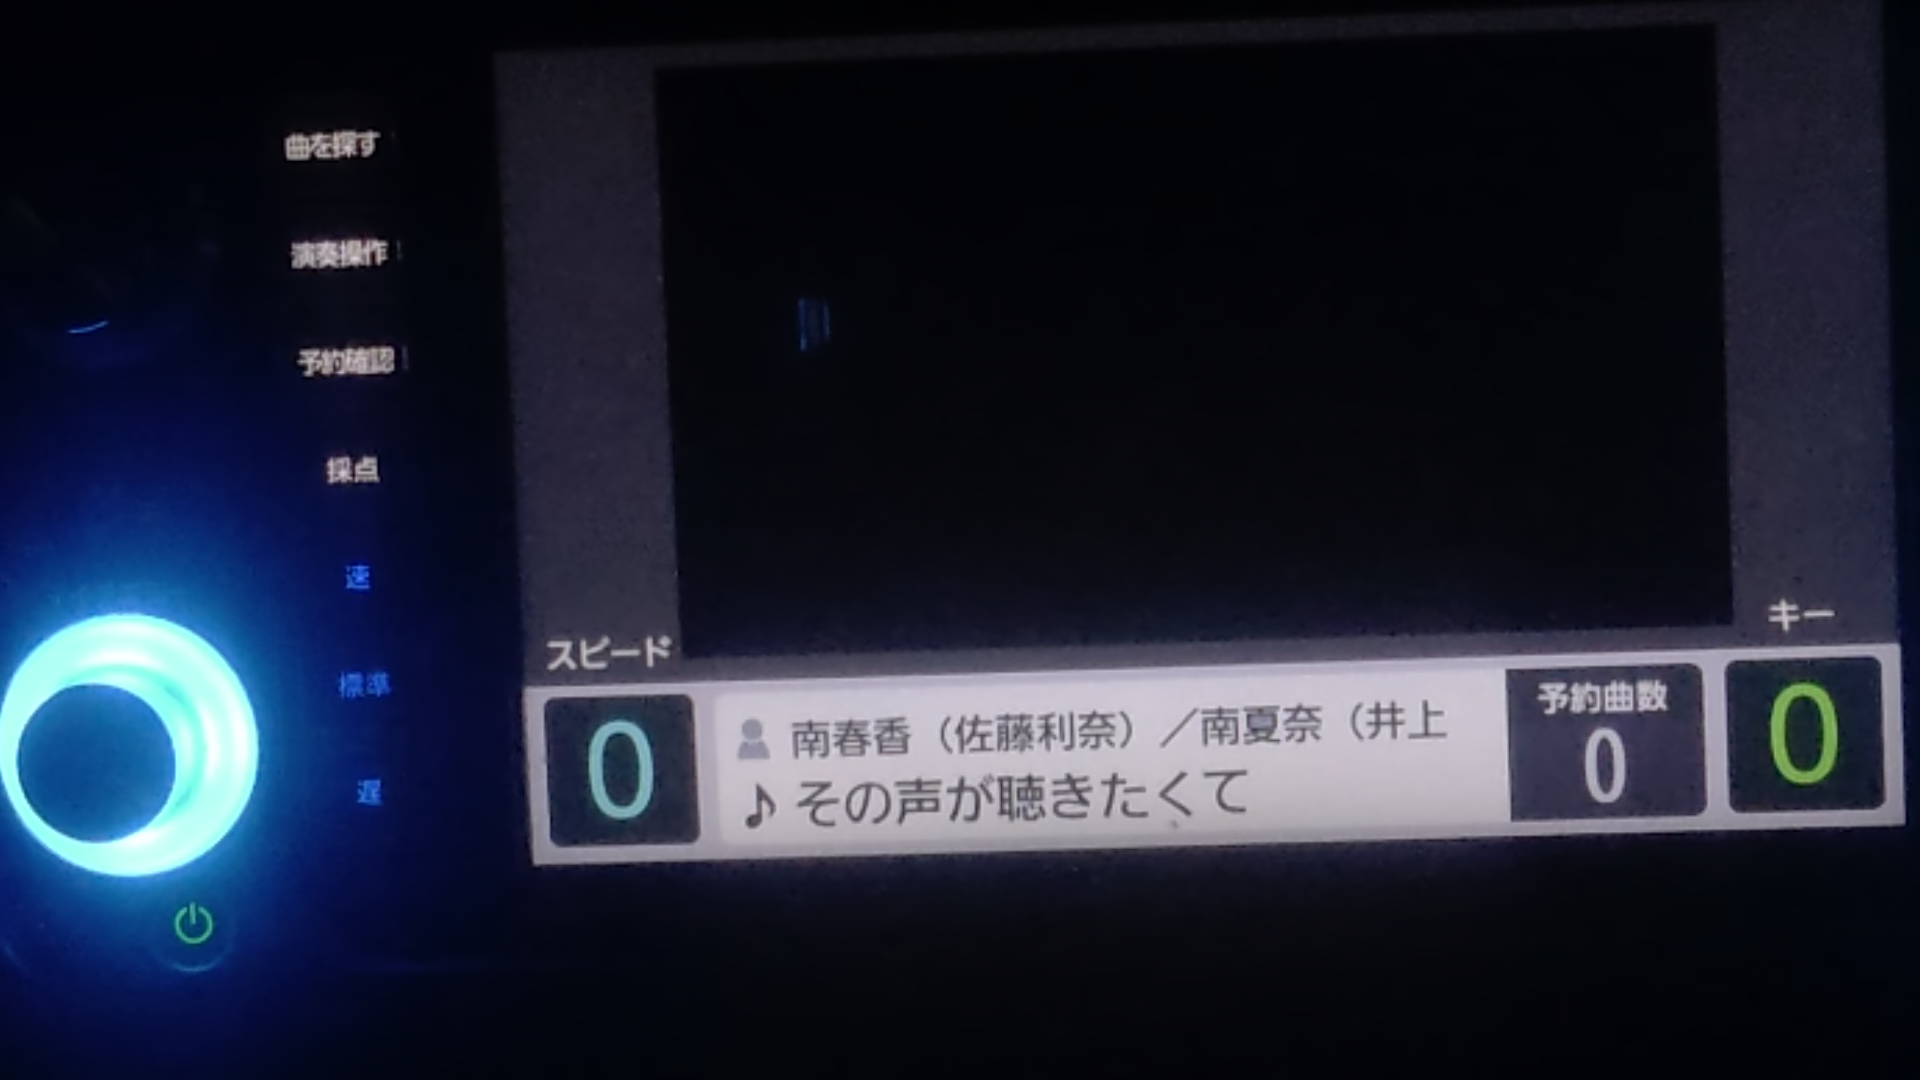 曲を探す
演奏操作
予約確認
採点
速
標準
遅
スピード
0
南春香（佐藤利奈）／南夏奈（井上
♪その声が聴きたくて
予約曲数
0
キー
0